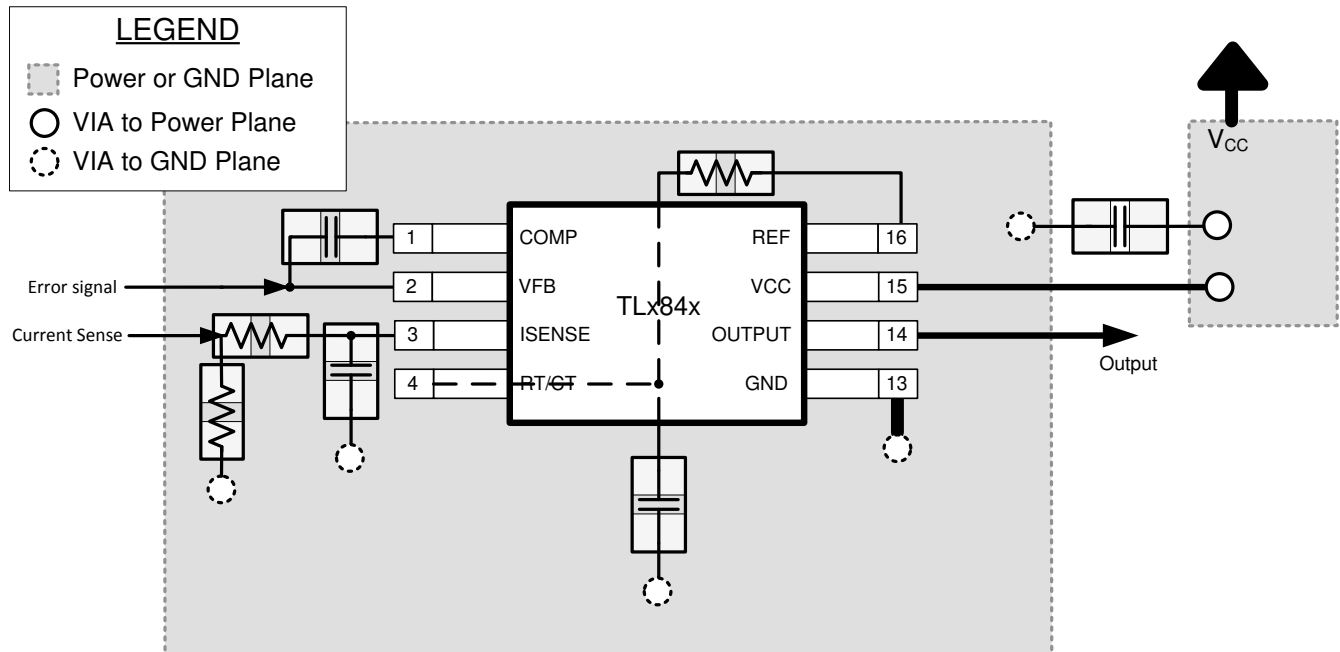 LEGEND
Power or GND Plane
VIA to Power Plane
VIA to GND Plane
VCC
1 COMP REF 16
Error signal 2 VFB VCC 15
TLx84x
Current Sense 3 ISENSE OUTPUT 14
Output
4 RT/CT GND 13